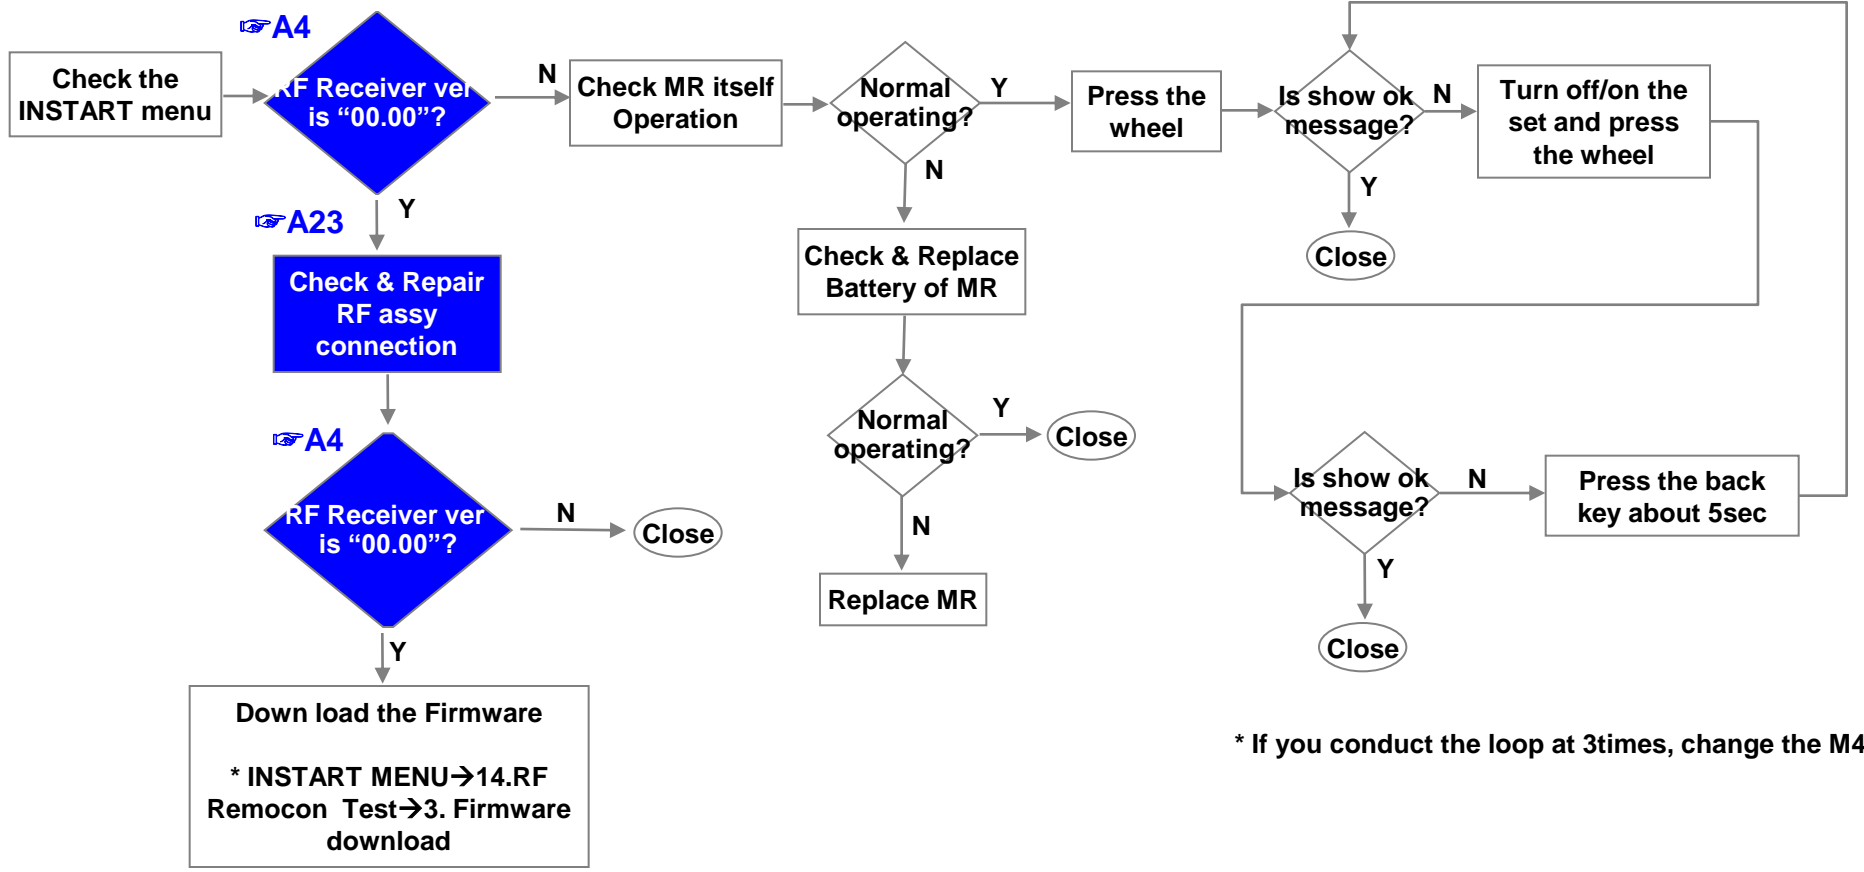 ☞A4
Check the
INSTART menu
RF Receiver ver
is “00.00”?
N
Check MR itself
Operation
Normal
operating?
Y
Press the
wheel
Is show ok
message?
N
Turn off/on the
set and press
the wheel
Y
N
Y
☞A23
Close
Check & Repair
RF assy
connection
Check & Replace
Battery of MR
☞A4
Normal
operating?
Y
Close
RF Receiver ver
is “00.00”?
N
Close
Is show ok
message?
N
Press the back
key about 5sec
N
Y
Replace MR
Y
Close
Down load the Firmware
* INSTART MENU→14.RF
Remocon  Test→3. Firmware
download
* If you conduct the loop at 3times, change the M4